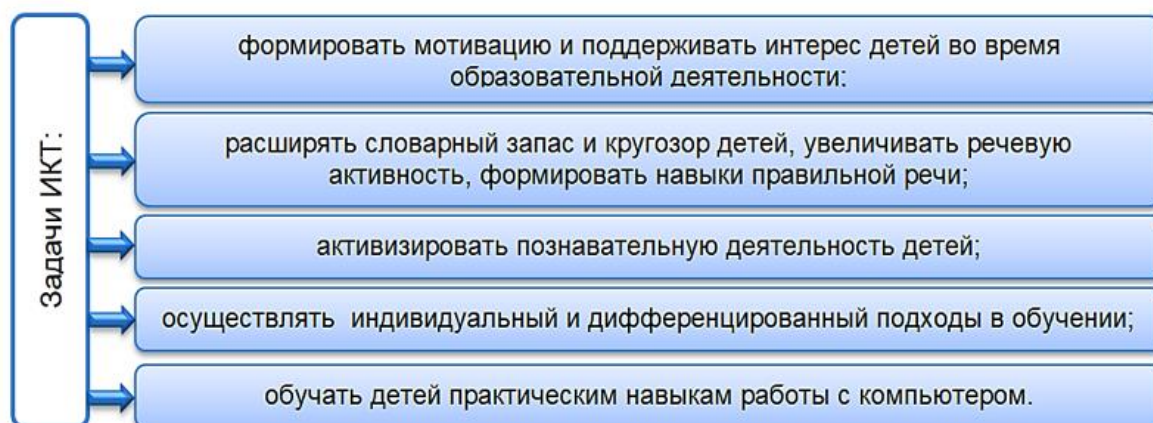 Задачи ИКТ:
формировать мотивацию и поддерживать интерес детей во время
образовательной деятельности;
расширять словарный запас и кругозор детей, увеличивать речевую
активность, формировать навыки правильной речи;
активизировать познавательную деятельность детей;
осуществлять индивидуальный и дифференцированный подходы в обучении;
обучать детей практическим навыкам работы с компьютером.